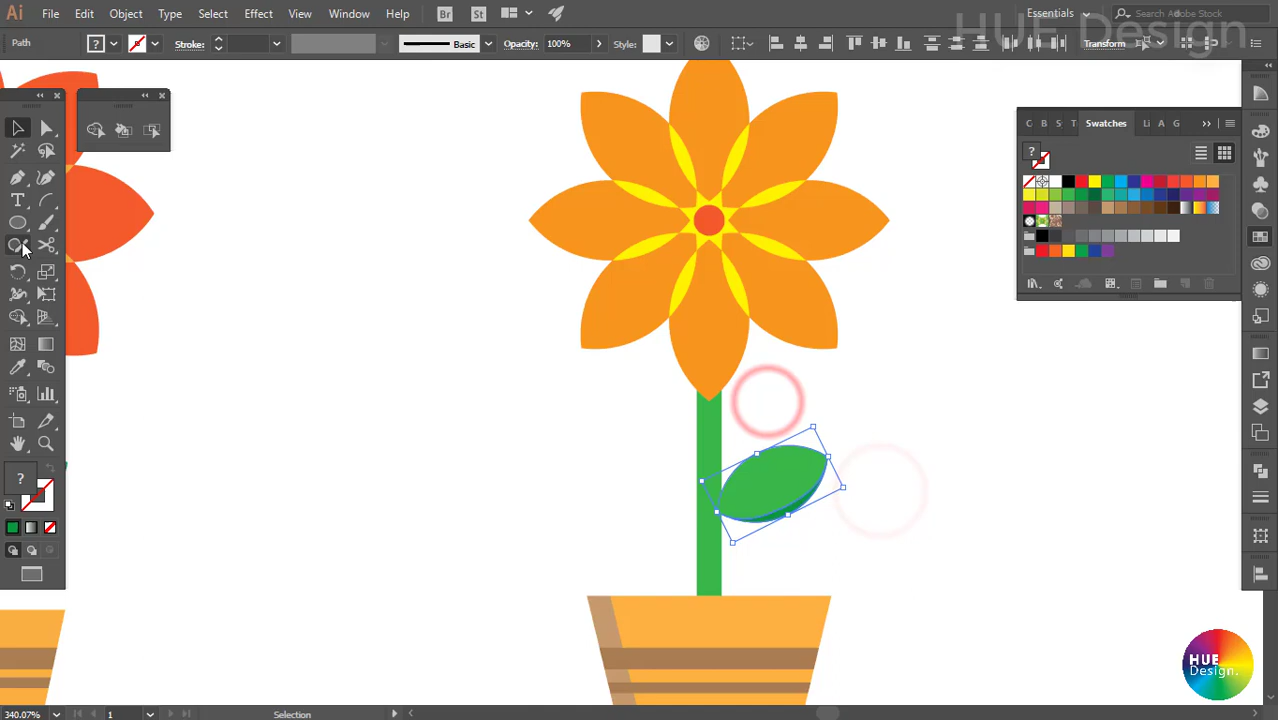 Ai File Edit Object Type Select Effect View Window Help Br St Essentials Search Adobe Stock
HUE Design
Path ? Stroke: Basic Opacity: 100% Style: Transform
C B S T Swatches Li A G
?
T
?
HUE
Design.
340.07% 1 Selection